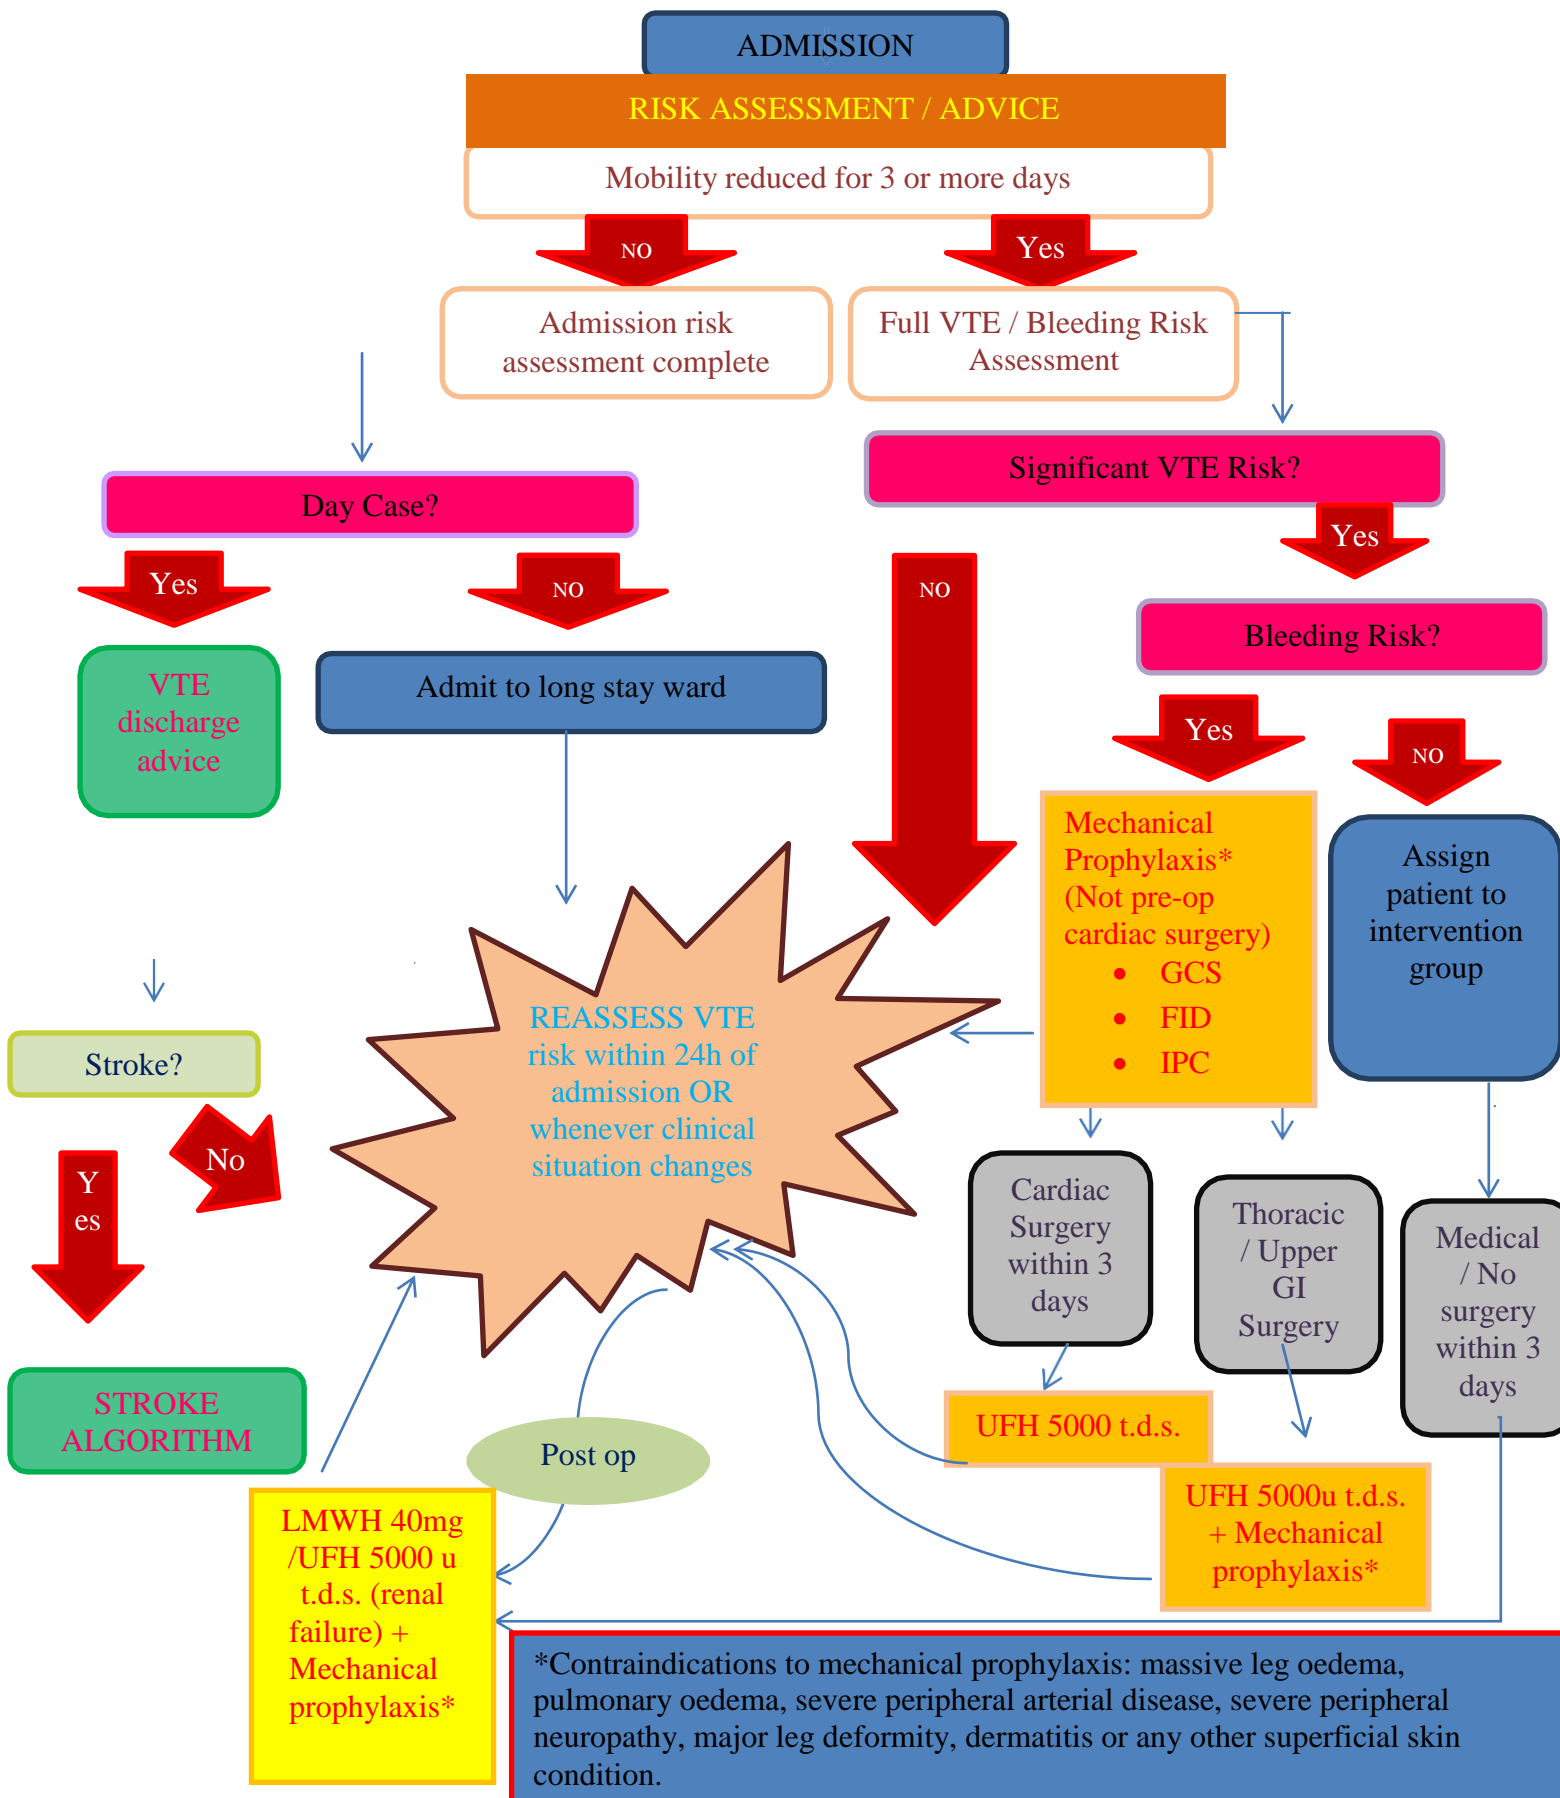 ADMISSION
RISK ASSESSMENT / ADVICE
Mobility reduced for 3 or more days
NO
Yes
Admission risk
assessment complete
Full VTE / Bleeding Risk
Assessment
Significant VTE Risk?
Day Case?
Yes
Yes
NO
NO
Bleeding Risk?
VTE
discharge
advice
Admit to long stay ward
Yes
NO
Mechanical
Prophylaxis*
(Not pre-op
cardiac surgery)
• GCS
• FID
• IPC
Assign
patient to
intervention
group
REASSESS VTE
risk within 24h of
admission OR
whenever clinical
situation changes
Stroke?
No
Y
es
Cardiac
Surgery
within 3
days
Thoracic
/ Upper
GI
Surgery
Medical
/ No
surgery
within 3
days
STROKE
ALGORITHM
UFH 5000 t.d.s.
Post op
UFH 5000u t.d.s.
+ Mechanical
prophylaxis*
LMWH 40mg
/UFH 5000 u
t.d.s. (renal
failure) +
Mechanical
prophylaxis*
*Contraindications to mechanical prophylaxis: massive leg oedema,
pulmonary oedema, severe peripheral arterial disease, severe peripheral
neuropathy, major leg deformity, dermatitis or any other superficial skin
condition.